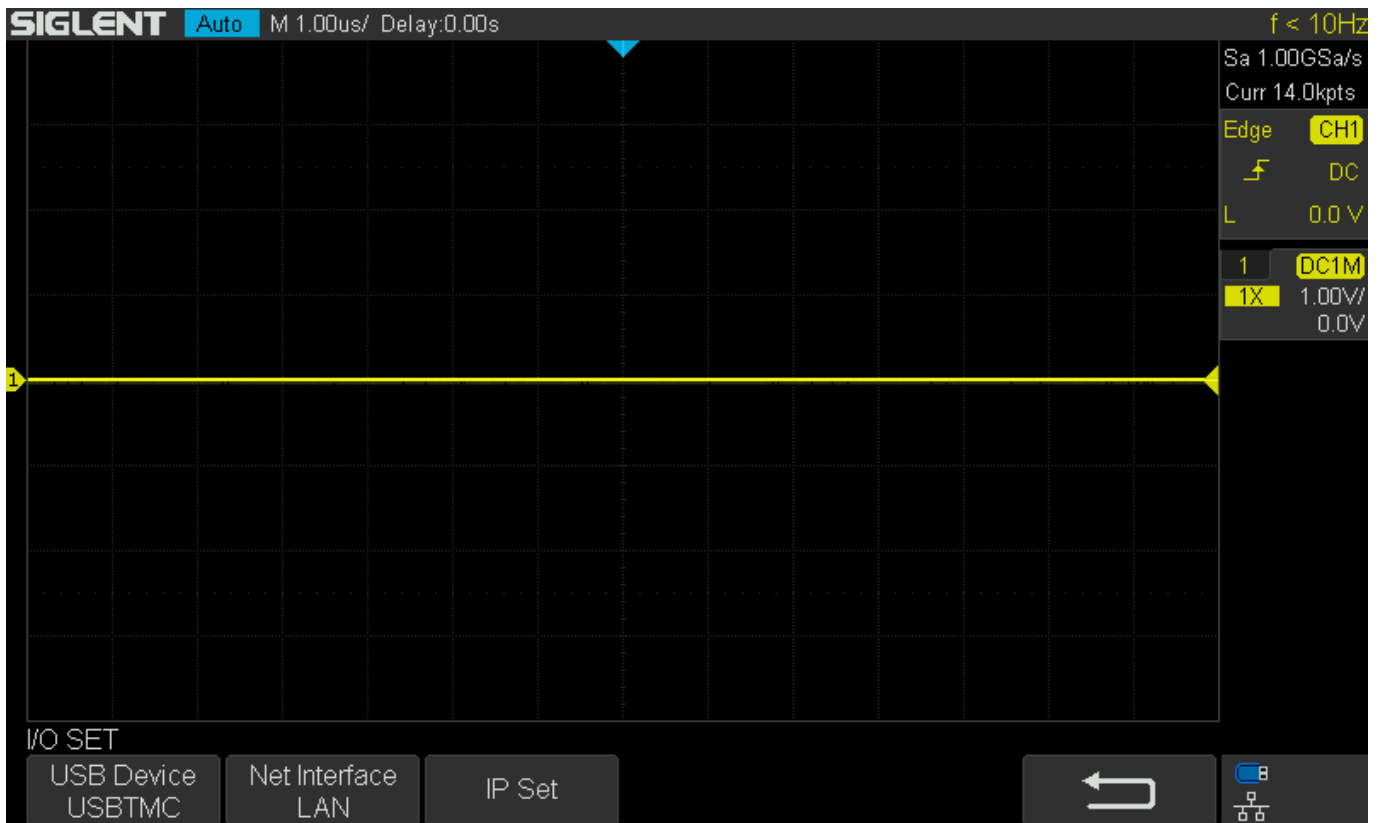 SIGLENT Auto M 1.00us/ Delay:0.00s f < 10Hz
Sa 1.00GSa/s
Curr 14.0kpts
Edge CH1
DC
L 0.0 V
1 DC1M
1X 1.00V/
0.0V
1
I/O SET
USB Device
USBTMC
Net Interface
LAN
IP Set